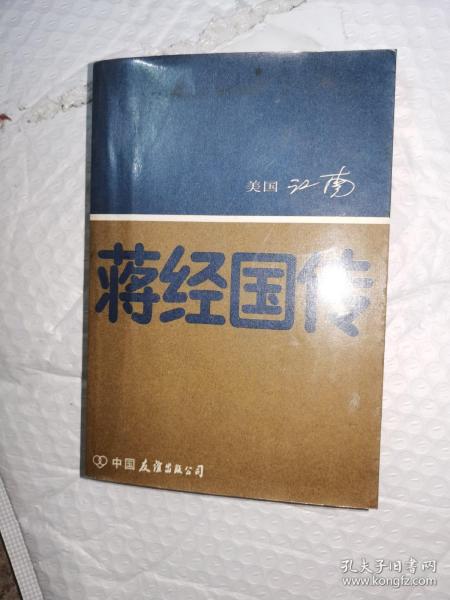 美国 江南
蒋经国传
中国友谊出版公司
孔夫子旧书网
www.kongfz.com